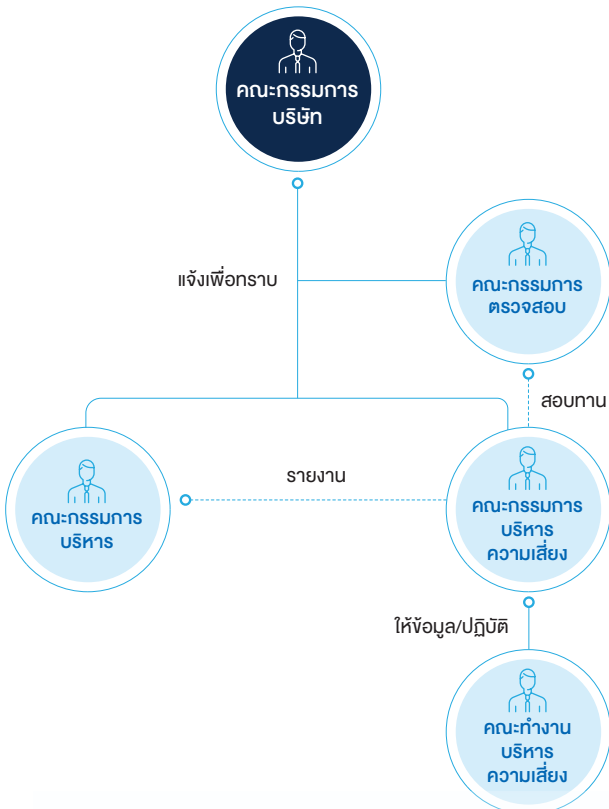 คณะกรรมการ
บริษัท
แจ้งเพื่อทราบ
คณะกรรมการ
ตรวจสอบ
สอบทาน
คณะกรรมการ
บริหาร
รายงาน
คณะกรรมการ
บริหาร
ความเสี่ยง
ให้ข้อมูล/ปฏิบัติ
คณะทำงาน
บริหาร
ความเสี่ยง